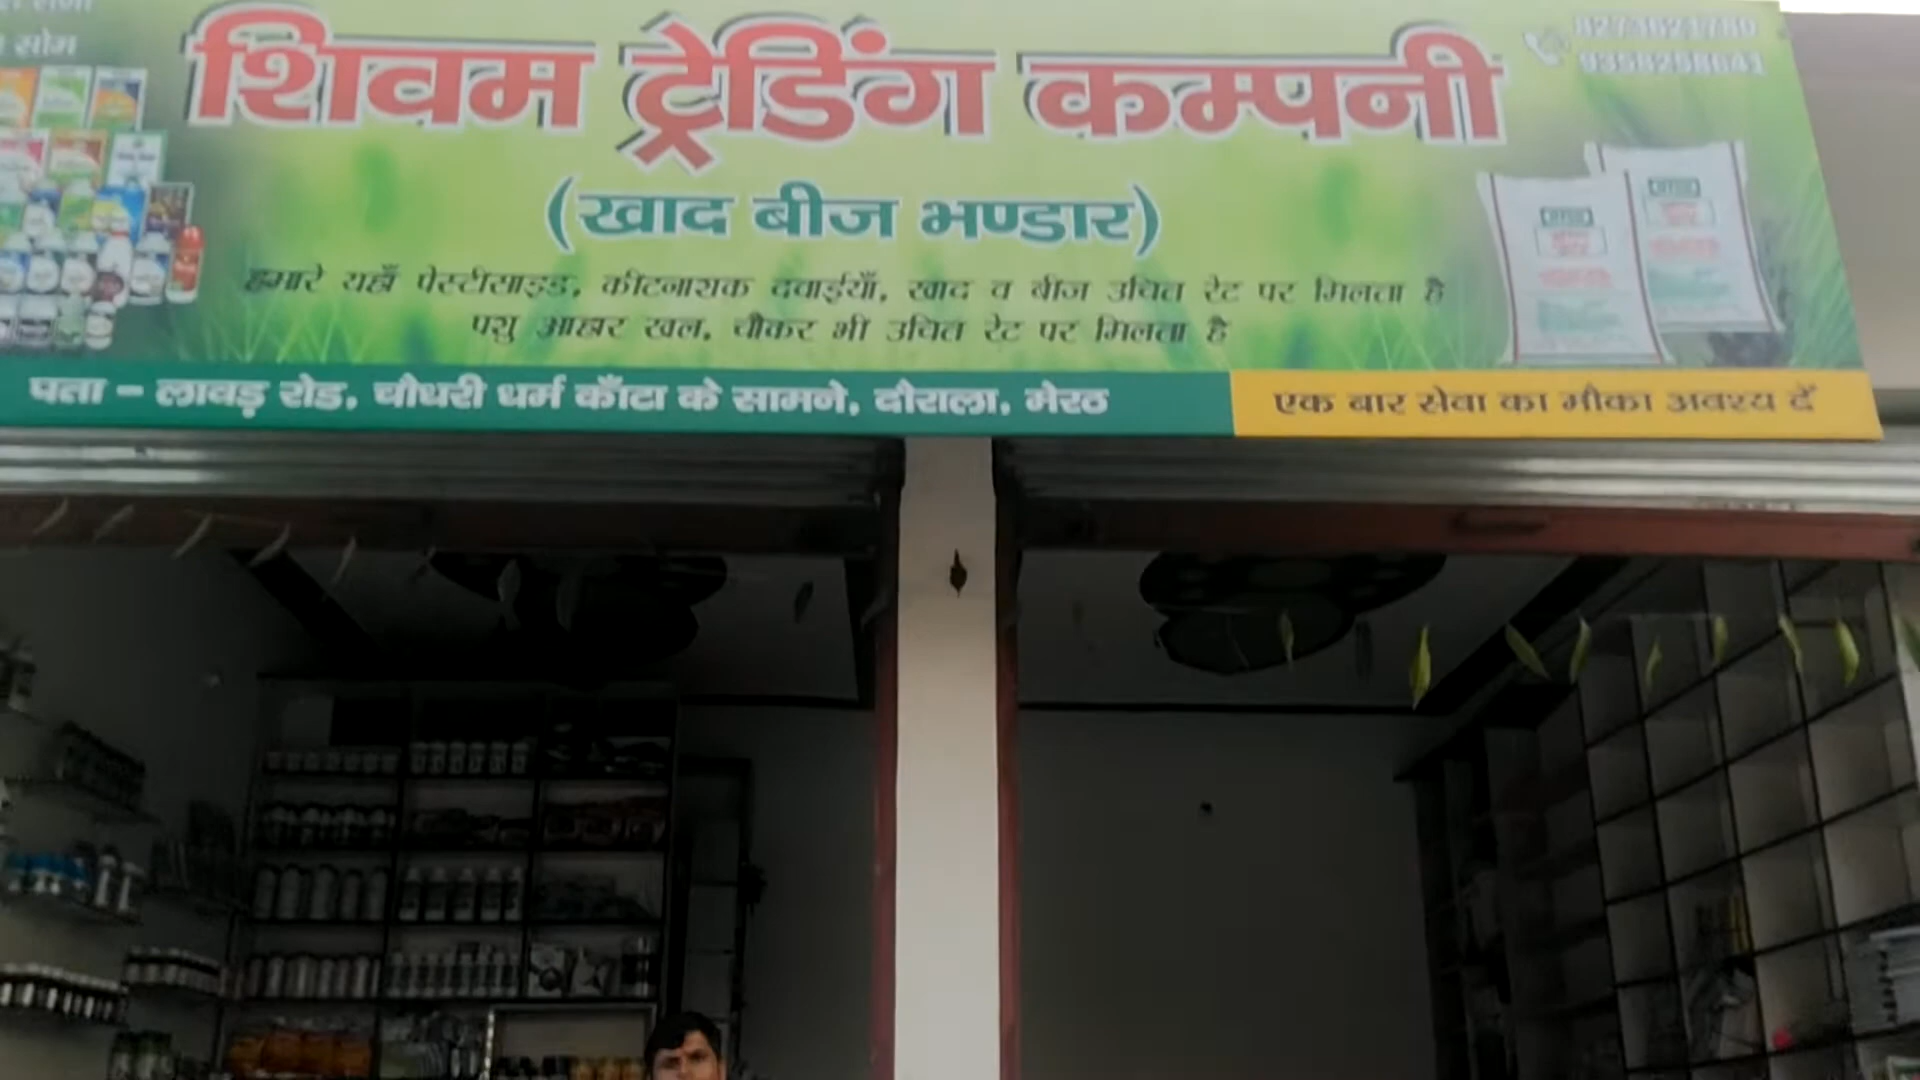 सोम
शिवम ट्रेडिंग कम्पनी
9358298641
(खाद बीज भण्डार)
हमारे यहाँ पेस्टीसाइड, कीटनाशक दवाईयाँ, खाद व बीज उचित रेट पर मिलता है
पशु आहार खल, चौकर भी उचित रेट पर मिलता है
पता - लावड़ रोड, चौधरी धर्म काँटा के सामने, दौराला, मेरठ
एक बार सेवा का मौका अवश्य दें